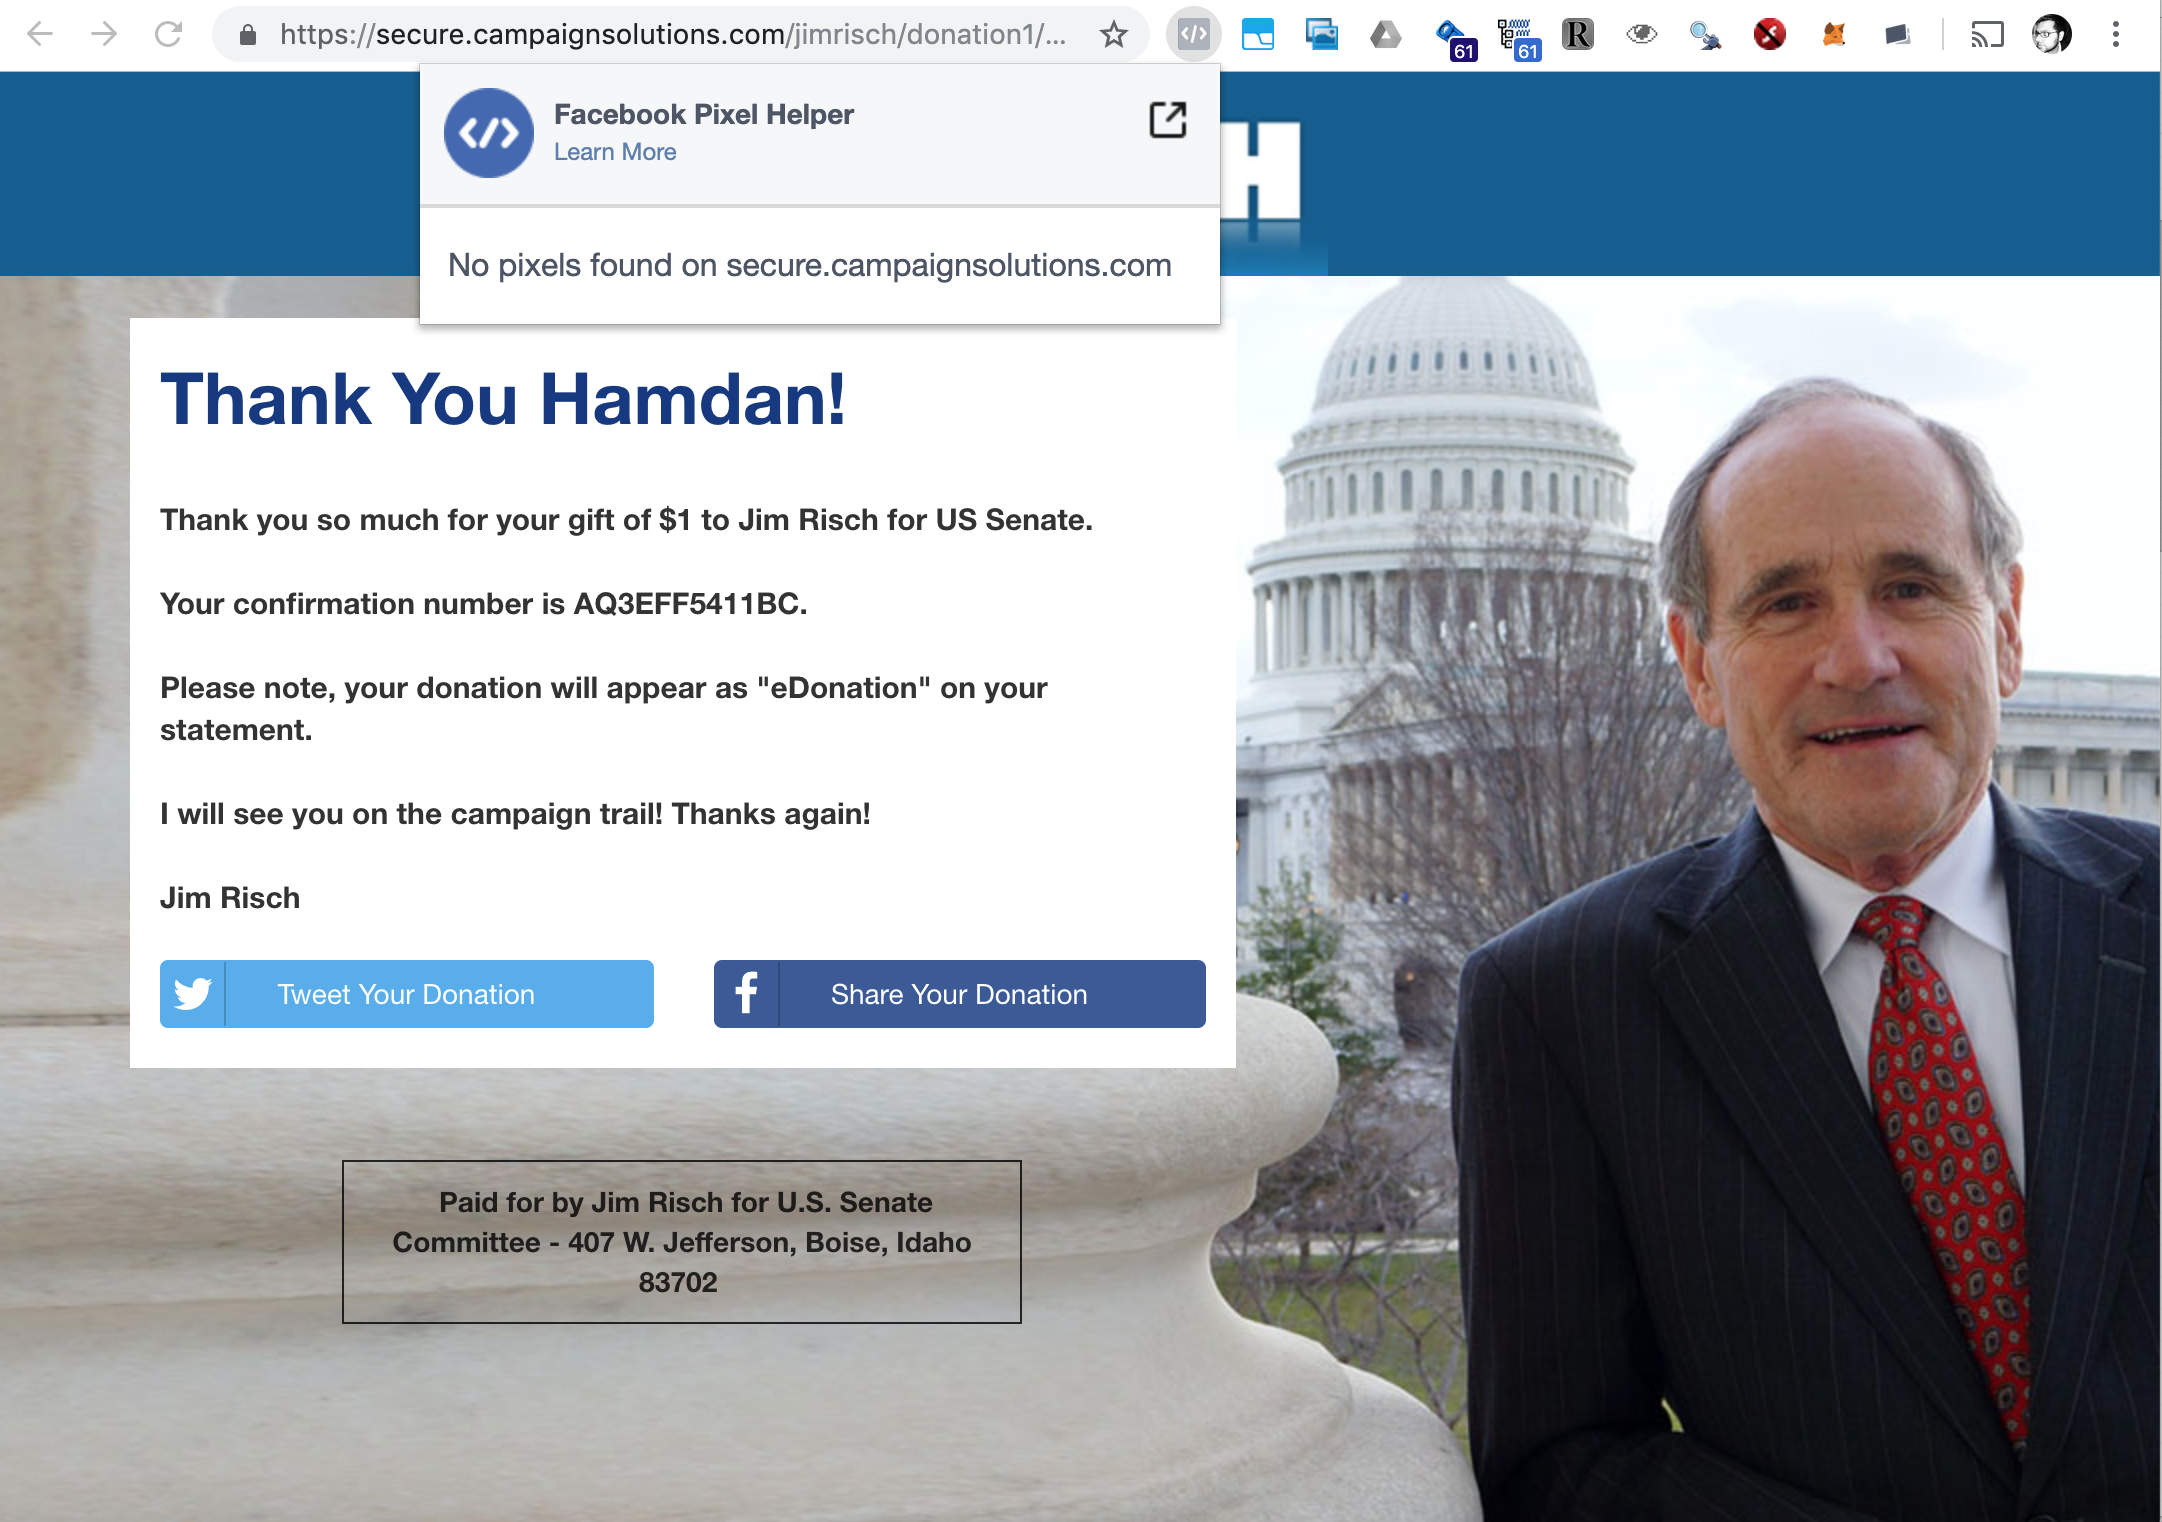 https://secure.campaignsolutions.com/jimrisch/donation1/...
61
61
R
Facebook Pixel Helper
Learn More
H
No pixels found on secure.campaignsolutions.com
Thank You Hamdan!
Thank you so much for your gift of $1 to Jim Risch for US Senate.
Your confirmation number is AQ3EFF5411BC.
Please note, your donation will appear as "eDonation" on your
statement.
I will see you on the campaign trail! Thanks again!
Jim Risch
Tweet Your Donation
Share Your Donation
Paid for by Jim Risch for U.S. Senate
Committee - 407 W. Jefferson, Boise, Idaho
83702